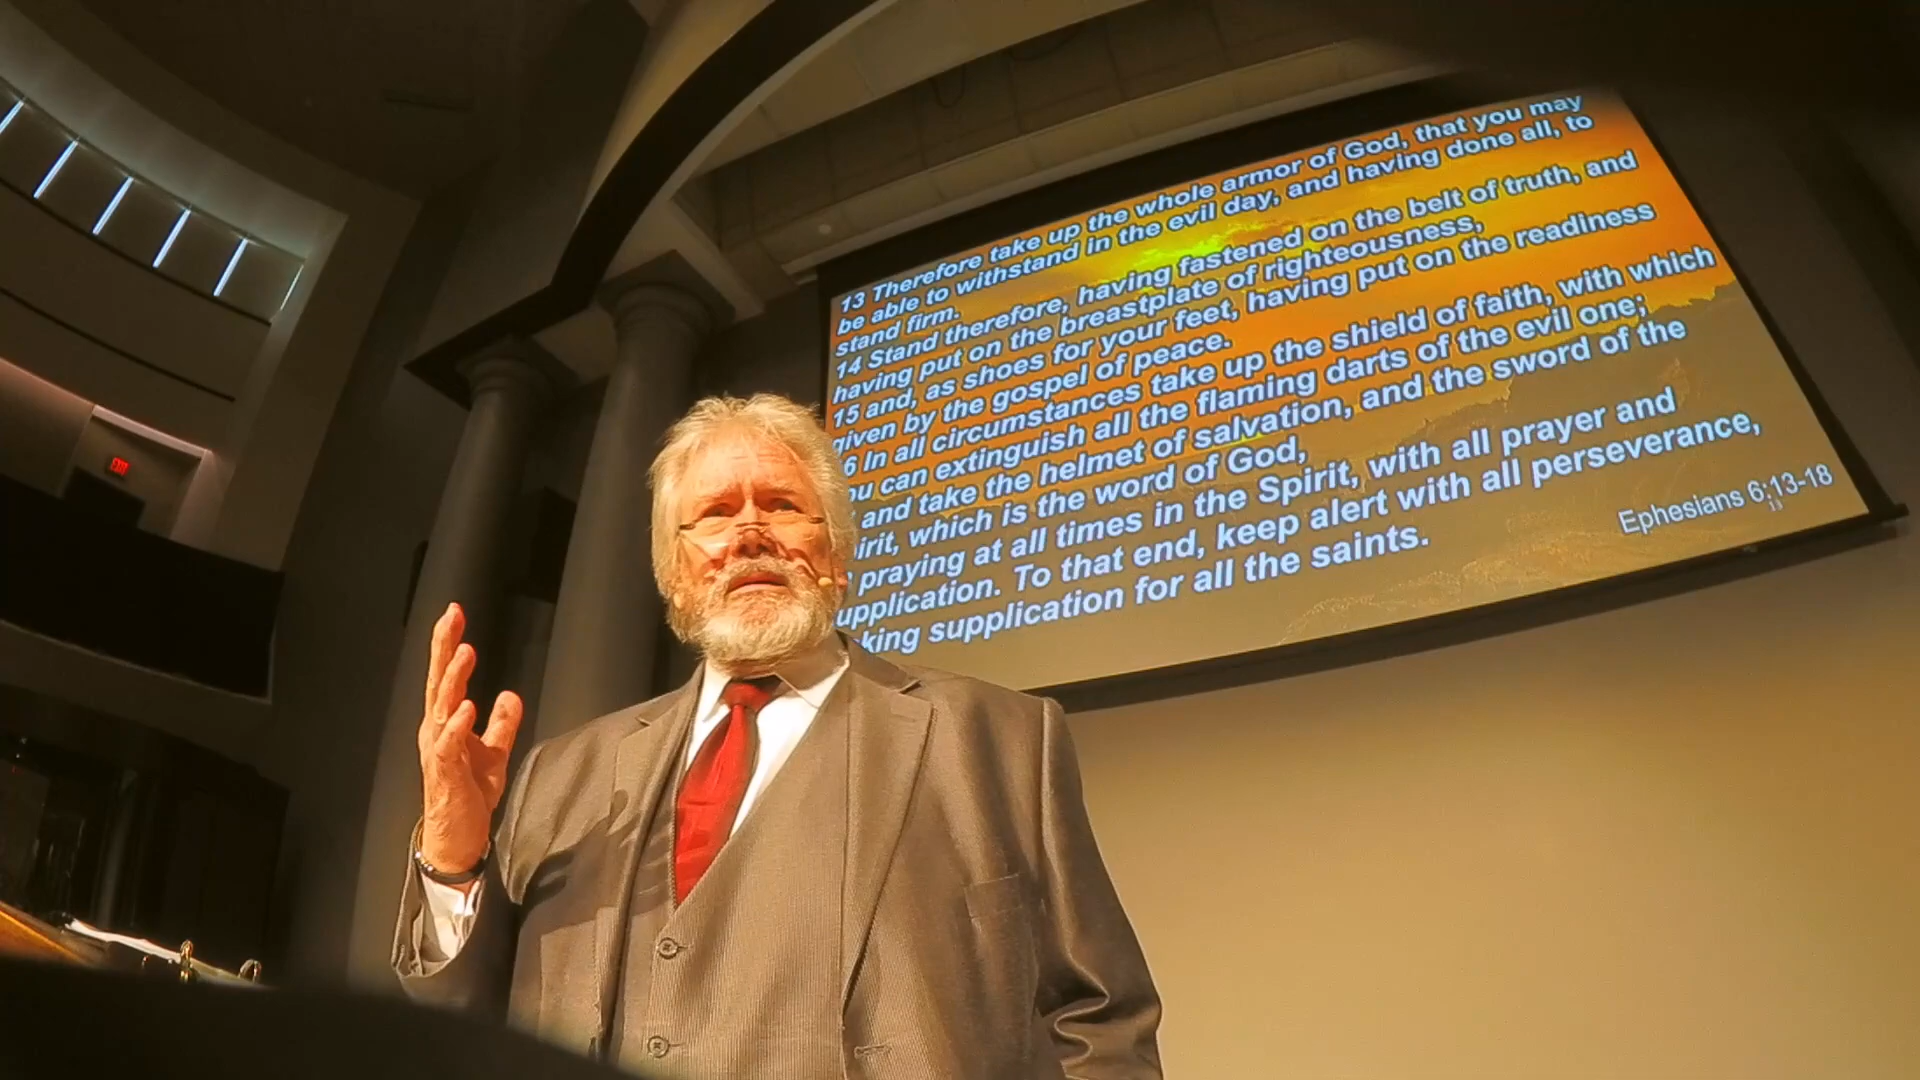 EXIT
13 Therefore take up the whole armor of God, that you may
be able to withstand in the evil day, and having done all, to
stand firm.
14 Stand therefore, having fastened on the belt of truth, and
having put on the breastplate of righteousness,
15 and, as shoes for your feet, having put on the readiness
given by the gospel of peace.
6 In all circumstances take up the shield of faith, with which
ou can extinguish all the flaming darts of the evil one;
and take the helmet of salvation, and the sword of the
irit, which is the word of God,
praying at all times in the Spirit, with all prayer and
upplication. To that end, keep alert with all perseverance,
king supplication for all the saints.
Ephesians 6:13-18